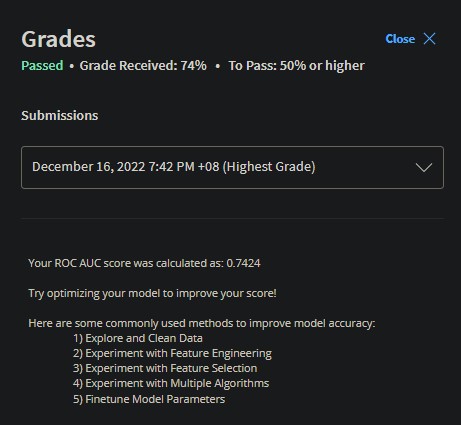 Grades
Close
Passed • Grade Received: 74% • To Pass: 50% or higher
Submissions
December 16, 2022 7:42 PM +08 (Highest Grade)
Your ROC AUC score was calculated as: 0.7424
Try optimizing your model to improve your score!
Here are some commonly used methods to improve model accuracy:
1) Explore and Clean Data
2) Experiment with Feature Engineering
3) Experiment with Feature Selection
4) Experiment with Multiple Algorithms
5) Finetune Model Parameters